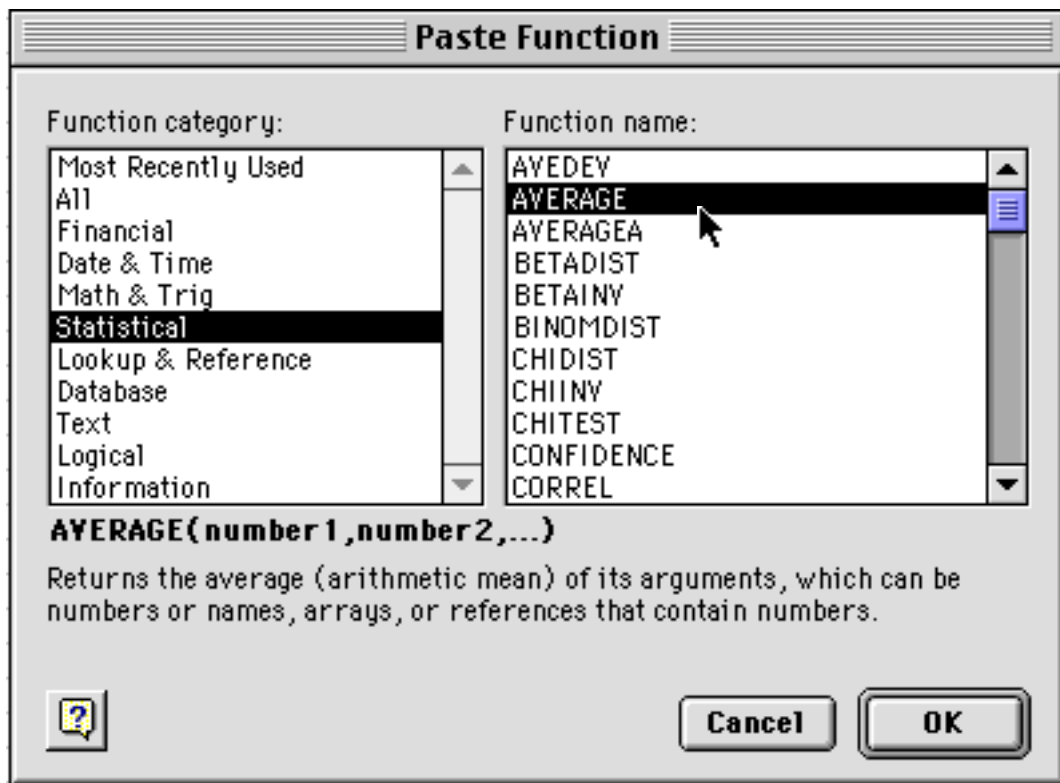 Paste Function
Function category:
Most Recently Used
All
Financial
Date & Time
Math & Trig
Statistical
Lookup & Reference
Database
Text
Logical
Information
Function name:
AVEDEV
AVERAGE
AVERAGEA
BETADIST
BETAINV
BINOMDIST
CHIDIST
CHIINV
CHITEST
CONFIDENCE
CORREL
AVERAGE(number1,number2,...)
Returns the average (arithmetic mean) of its arguments, which can be
numbers or names, arrays, or references that contain numbers.
?
Cancel
OK